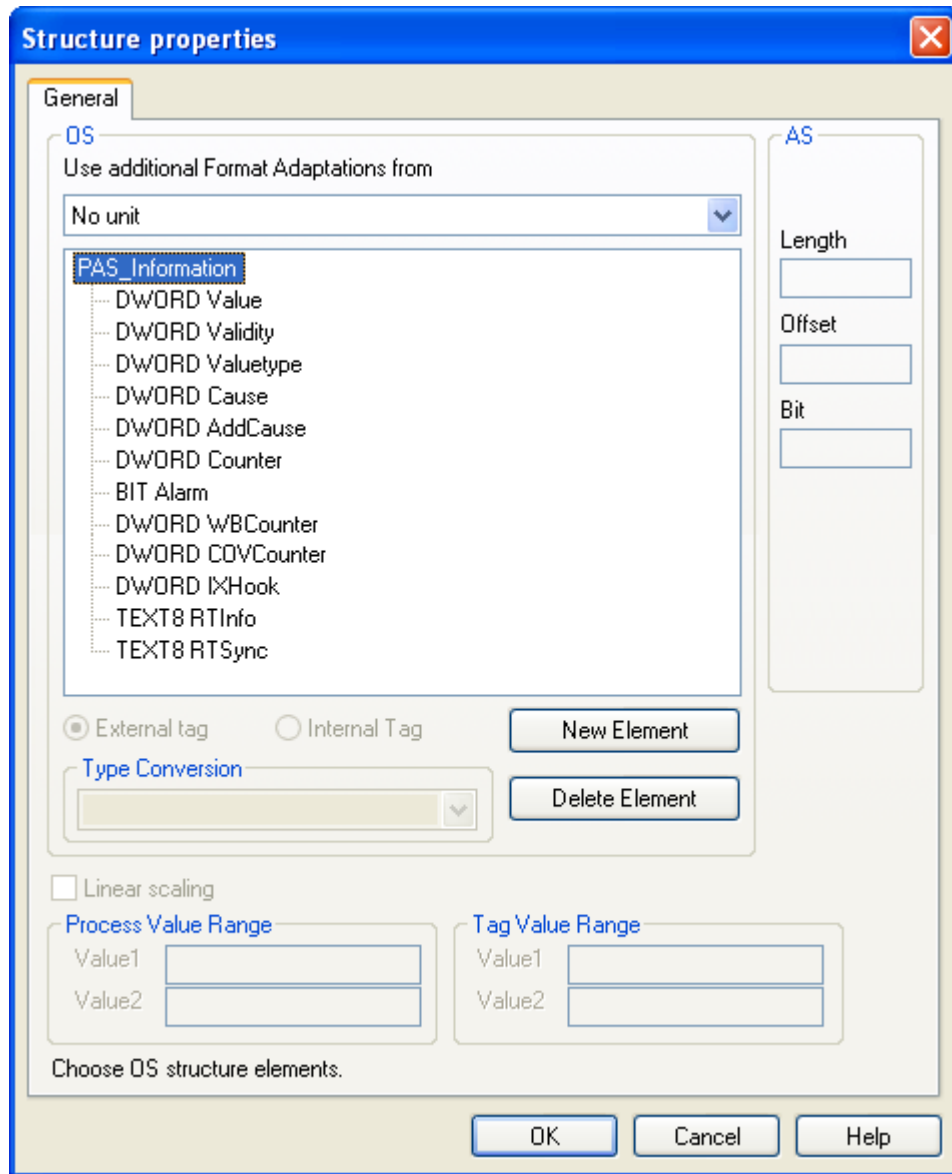 Structure properties
General
OS
Use additional Format Adaptations from
No unit
PAS_Information
DWORD Value
DWORD Validity
DWORD Valuetype
DWORD Cause
DWORD AddCause
DWORD Counter
BIT Alarm
DWORD WBCounter
DWORD COVCounter
DWORD IXHook
TEXT8 RTInfo
TEXT8 RTSync
External tag
Internal Tag
New Element
Type Conversion
Delete Element
AS
Length
Offset
Bit
Linear scaling
Process Value Range
Value1
Value2
Tag Value Range
Value1
Value2
Choose OS structure elements.
OK
Cancel
Help